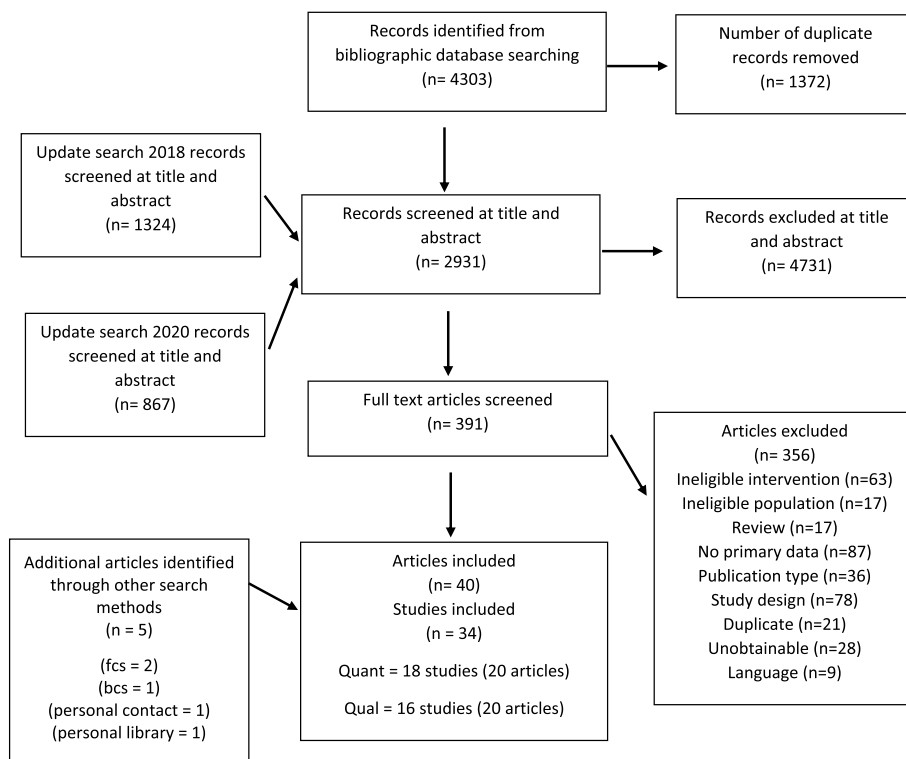 Records identified from
bibliographic database searching
(n= 4303)
Number of duplicate
records removed
(n= 1372)
Update search 2018 records
screened at title and
abstract
(n= 1324)
Records screened at title and
abstract
(n= 2931)
Records excluded at title
and abstract
(n= 4731)
Update search 2020 records
screened at title and
abstract
(n= 867)
Full text articles screened
(n= 391)
Articles excluded
(n= 356)
Ineligible intervention (n=63)
Ineligible population (n=17)
Review (n=17)
No primary data (n=87)
Publication type (n=36)
Study design (n=78)
Duplicate (n=21)
Unobtainable (n=28)
Language (n=9)
Additional articles identified
through other search
methods
(n = 5)
(fcs = 2)
(bcs = 1)
(personal contact = 1)
(personal library = 1)
Articles included
(n= 40)
Studies included
(n = 34)
Quant = 18 studies (20 articles)
Qual = 16 studies (20 articles)